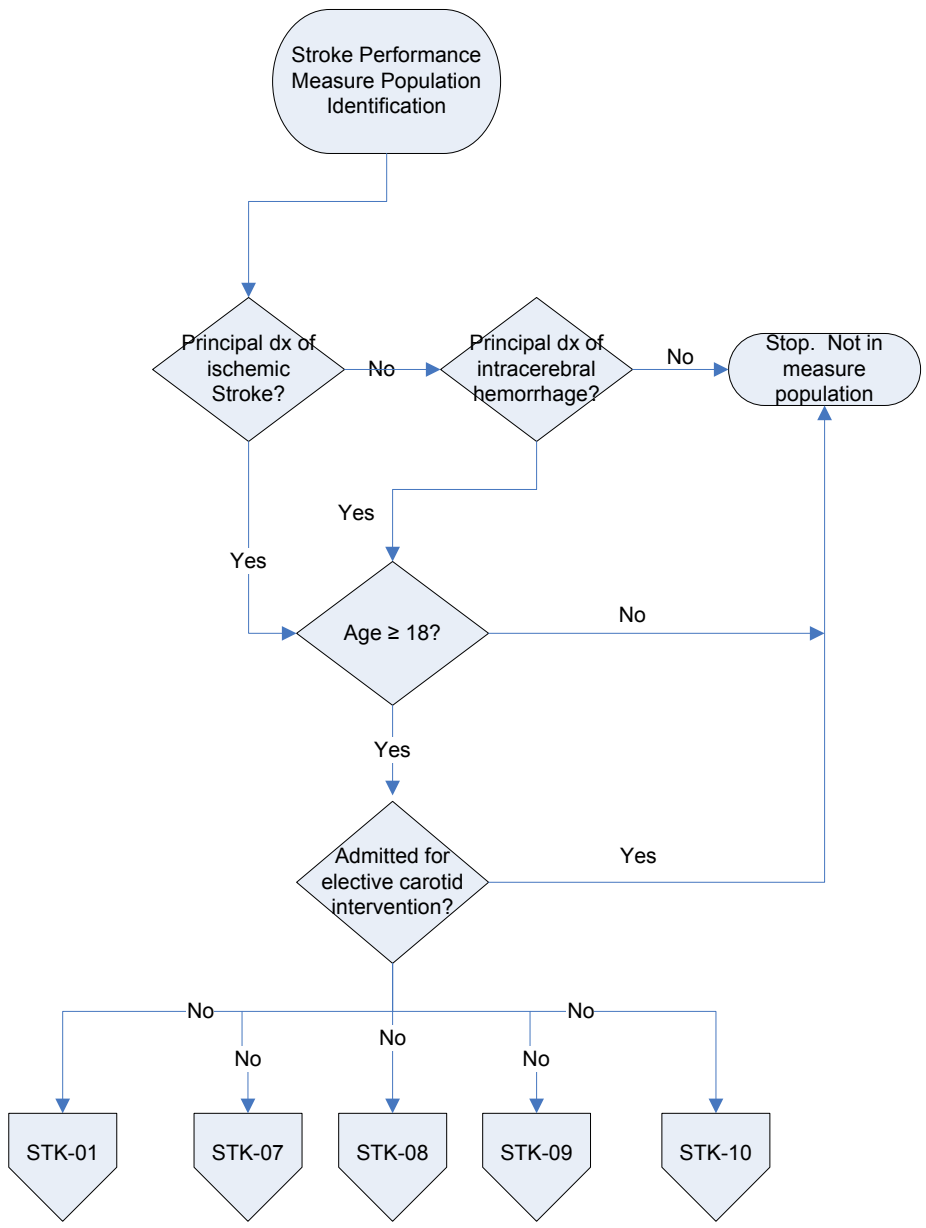 Stroke Performance
Measure Population
Identification
Principal dx of
ischemic
Stroke?
No
Principal dx of
intracerebral
hemorrhage?
No
Stop.  Not in
measure
population
Yes
Yes
Age ≥ 18?
No
Yes
Admitted for
elective carotid
intervention?
Yes
No
No
No
No
No
STK-01
STK-07
STK-08
STK-09
STK-10